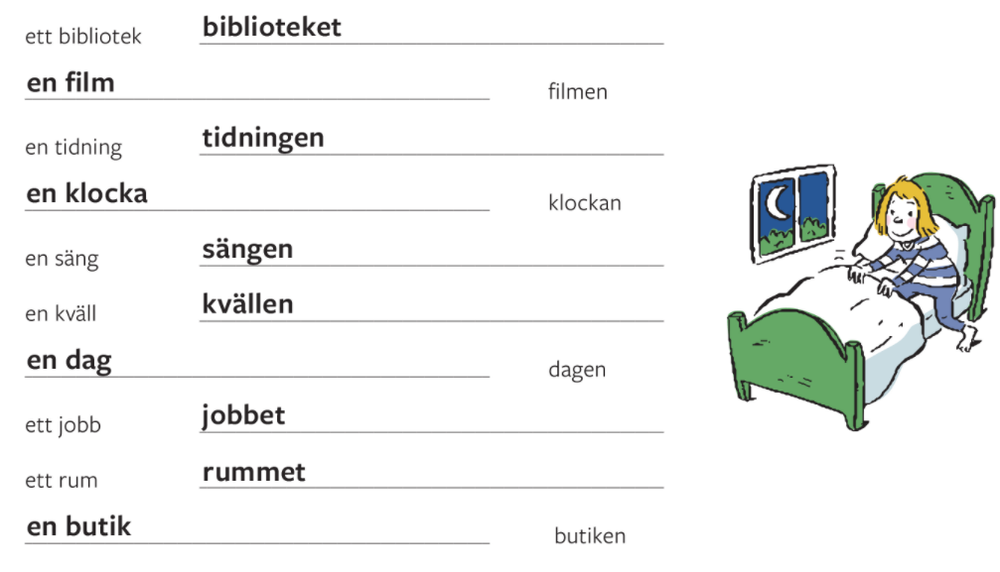 ett bibliotek biblioteket
en film filmen
en tidning tidningen
en klocka klockan
en säng sängen
en kväll kvällen
en dag dagen
ett jobb jobbet
ett rum rummet
en butik butiken